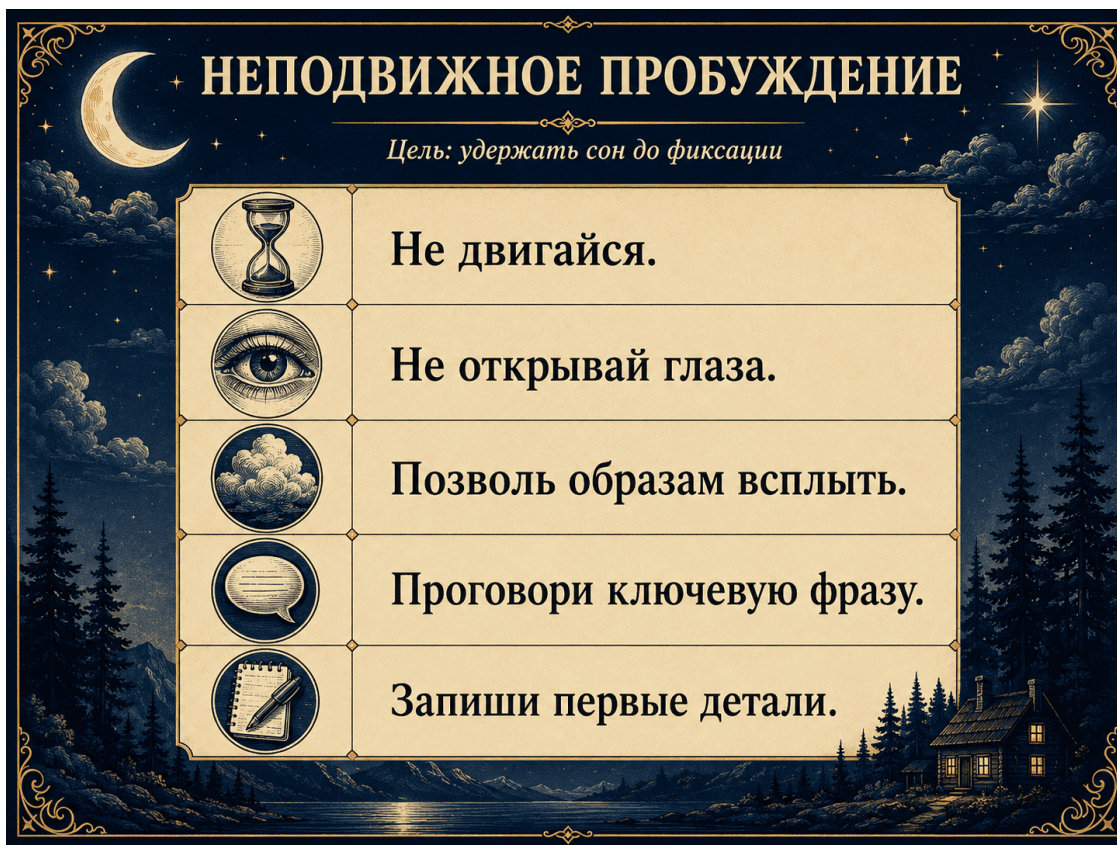 НЕПОДВИЖНОЕ ПРОБУЖДЕНИЕ
Цель: удержать сон до фиксации
Не двигайся.
Не открывай глаза.
Позволь образам всплыть.
Проговори ключевую фразу.
Запиши первые детали.